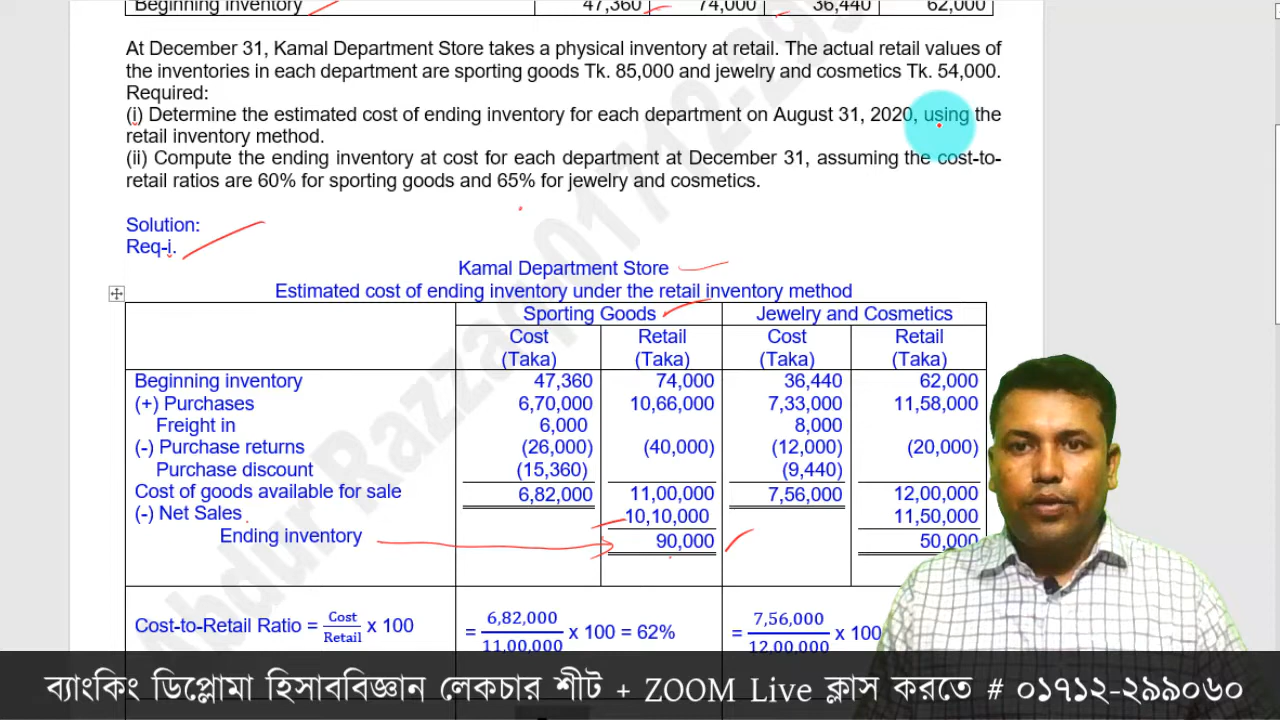 Beginning inventory 47,360 74,000 36,440 62,000
At December 31, Kamal Department Store takes a physical inventory at retail. The actual retail values of
the inventories in each department are sporting goods Tk. 85,000 and jewelry and cosmetics Tk. 54,000.
Required:
(i) Determine the estimated cost of ending inventory for each department on August 31, 2020, using the
retail inventory method.
(ii) Compute the ending inventory at cost for each department at December 31, assuming the cost-to-
retail ratios are 60% for sporting goods and 65% for jewelry and cosmetics.
Solution:
Req-i.
Kamal Department Store
Estimated cost of ending inventory under the retail inventory method
Sporting Goods Jewelry and Cosmetics
Cost Retail Cost Retail
(Taka) (Taka) (Taka) (Taka)
Beginning inventory 47,360 74,000 36,440 62,000
(+) Purchases 6,70,000 10,66,000 7,33,000 11,58,000
Freight in 6,000 8,000
(-) Purchase returns (26,000) (40,000) (12,000) (20,000)
Purchase discount (15,360) (9,440)
Cost of goods available for sale 6,82,000 11,00,000 7,56,000 12,00,000
(-) Net Sales 10,10,000 11,50,000
Ending inventory 90,000 50,000
Cost-to-Retail Ratio = Cost/Retail x 100 = 6,82,000/11,00,000 x 100 = 62% = 7,56,000/12,00,000 x 100
Abdur Razzaq 01712-29
ব্যাংকিং ডিপ্লোমা হিসাববিজ্ঞান লেকচার শীট + ZOOM Live ক্লাস করতে # ০১৭১২-২৯৯০৬০